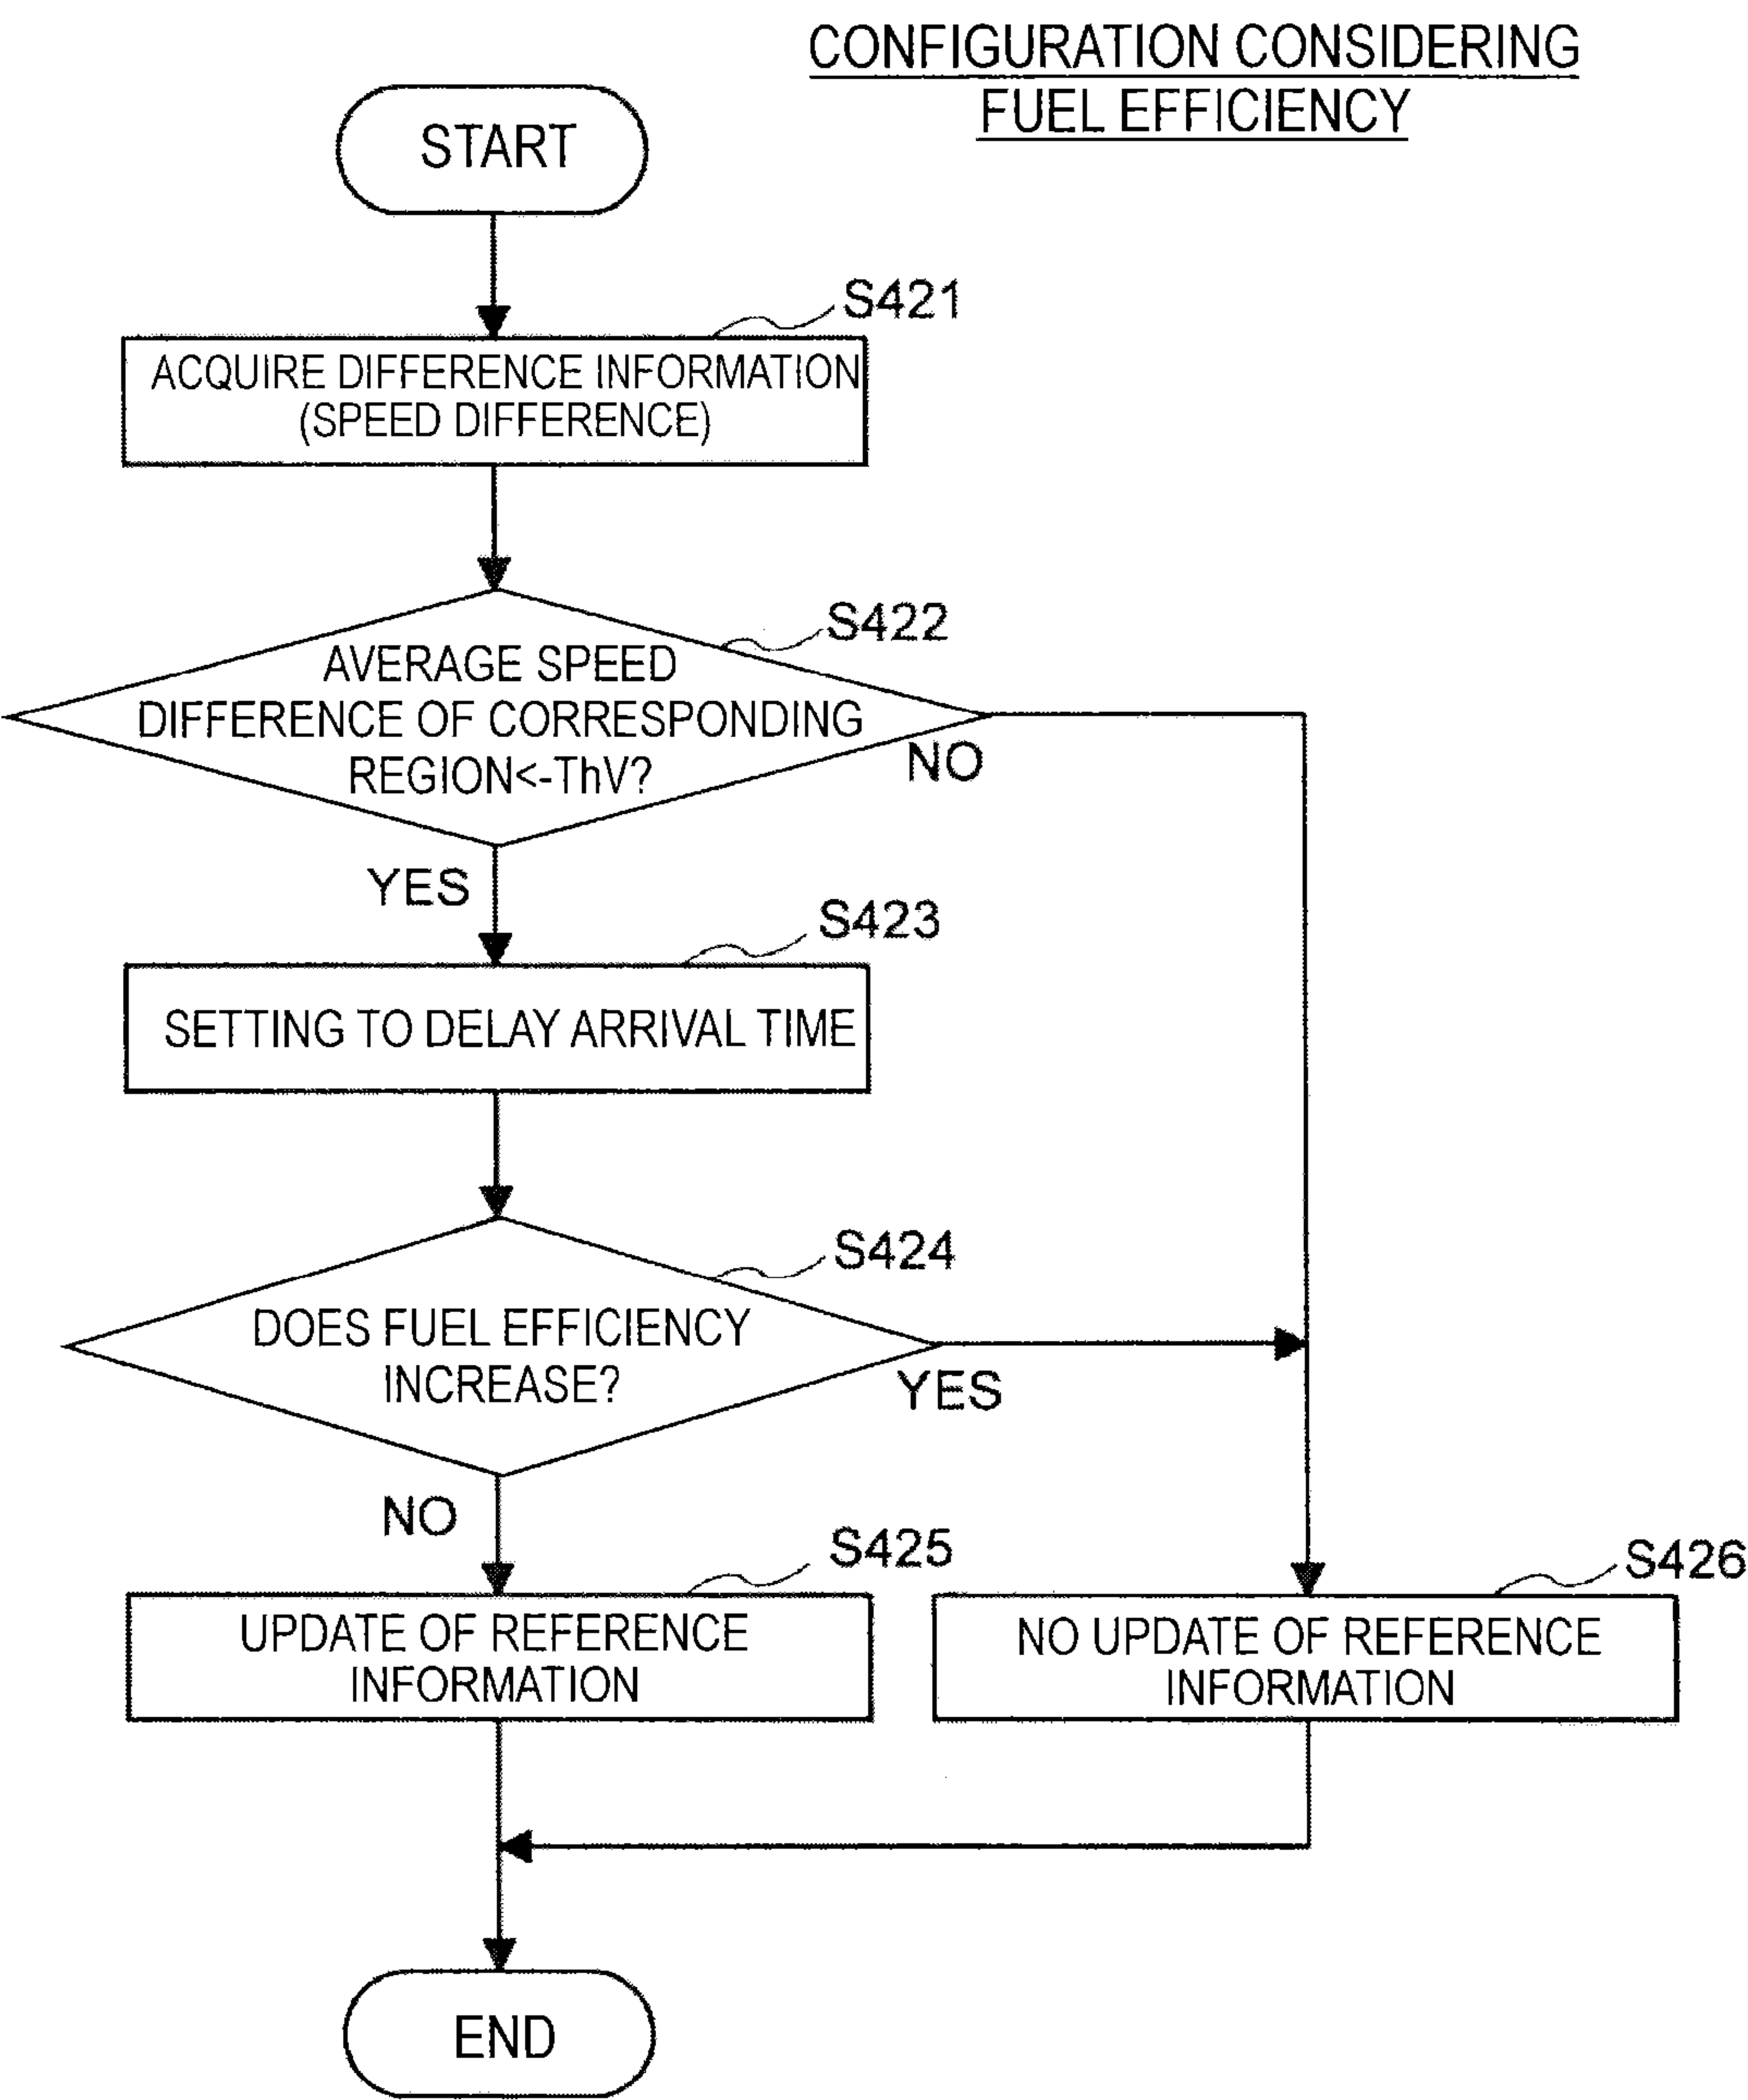 CONFIGURATION CONSIDERING
FUEL EFFICIENCY
START
S421
ACQUIRE DIFFERENCE INFORMATION
(SPEED DIFFERENCE)
S422
AVERAGE SPEED
DIFFERENCE OF CORRESPONDING
REGION<-ThV?
NO
YES
S423
SETTING TO DELAY ARRIVAL TIME
S424
DOES FUEL EFFICIENCY
INCREASE?
YES
NO
S425
UPDATE OF REFERENCE
INFORMATION
S426
NO UPDATE OF REFERENCE
INFORMATION
END